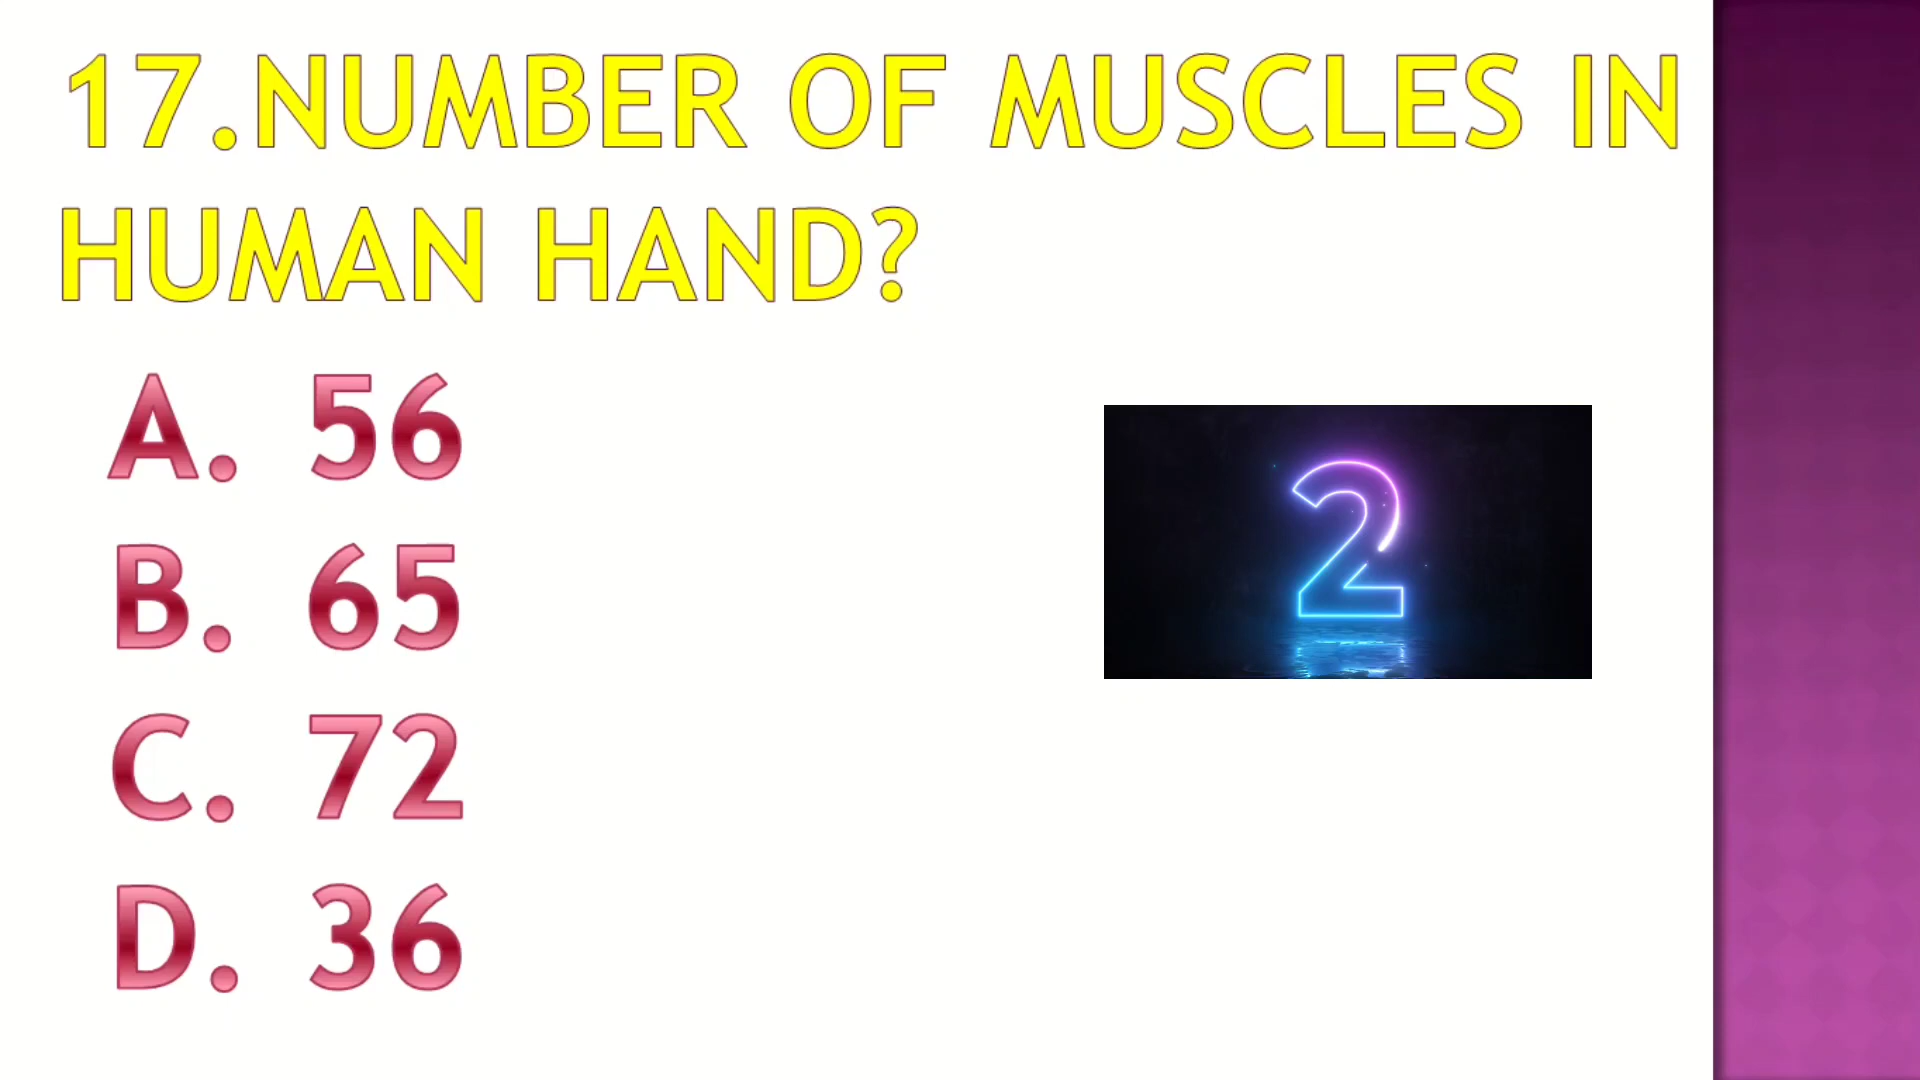 17.NUMBER OF MUSCLES IN
HUMAN HAND?
A. 56
B. 65
C. 72
D. 36
2